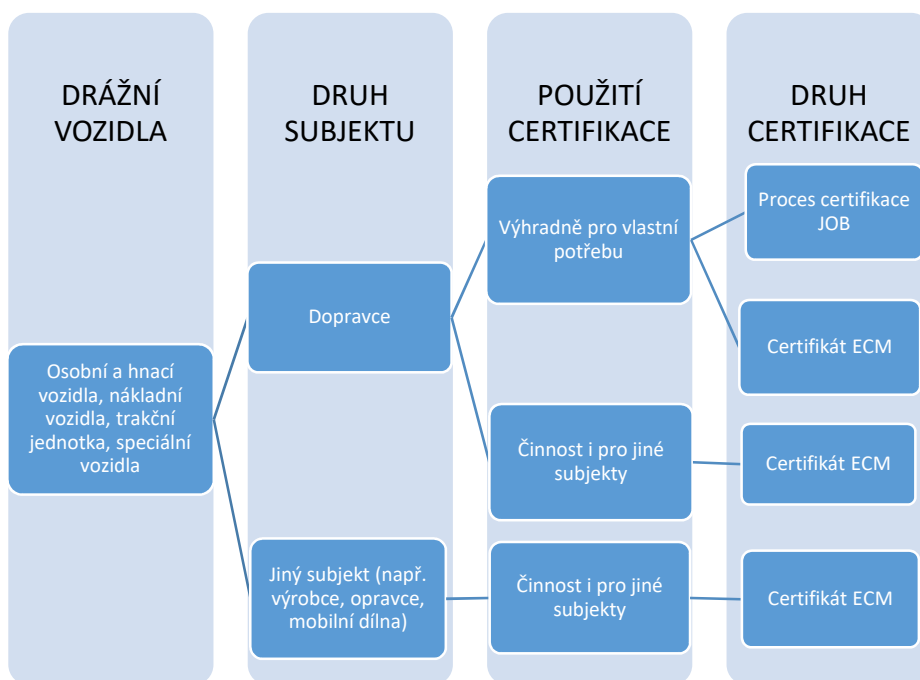 DRÁŽNÍ
VOZIDLA
DRUH
SUBJEKTU
POUŽITÍ
CERTIFIKACE
DRUH
CERTIFIKACE
Osobní a hnací
vozidla, nákladní
vozidla, trakční
jednotka, speciální
vozidla
Dopravce
Jiný subjekt (např.
výrobce, opravce,
mobilní dílna)
Výhradně pro vlastní
potřebu
Činnost i pro jiné
subjekty
Činnost i pro jiné
subjekty
Proces certifikace
JOB
Certifikát ECM
Certifikát ECM
Certifikát ECM